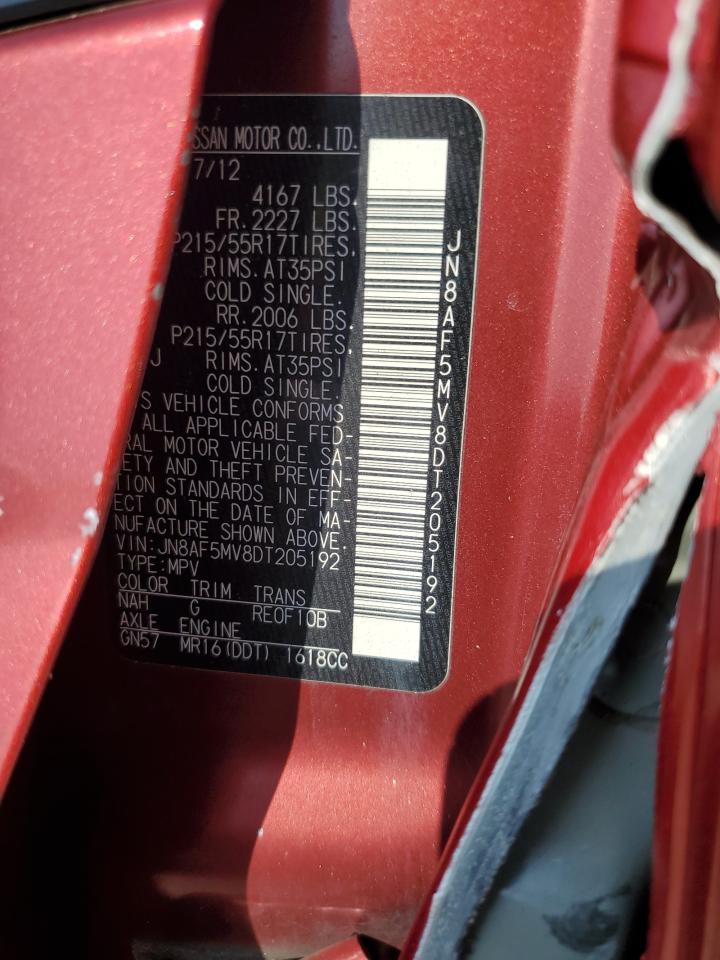 SSAN MOTOR CO.,LTD.
7/12
4167 LBS.
FR. 2227 LBS.
P215/55R17TIRES.
RIMS. AT35PSI
COLD SINGLE.
RR. 2006 LBS.
P215/55R17TIRES.
J RIMS. AT35PSI
COLD SINGLE.
S VEHICLE CONFORMS
ALL APPLICABLE FED-
RAL MOTOR VEHICLE SA-
ETY AND THEFT PREVEN-
TION STANDARDS IN EFF-
ECT ON THE DATE OF MA-
NUFACTURE SHOWN ABOVE.
VIN:JN8AF5MV8DT205192
TYPE:MPV
COLOR TRIM TRANS
NAH G RE0F10B
AXLE ENGINE
GN57 MR16(DDT) 1618CC
JN8AF5MV8DT205192